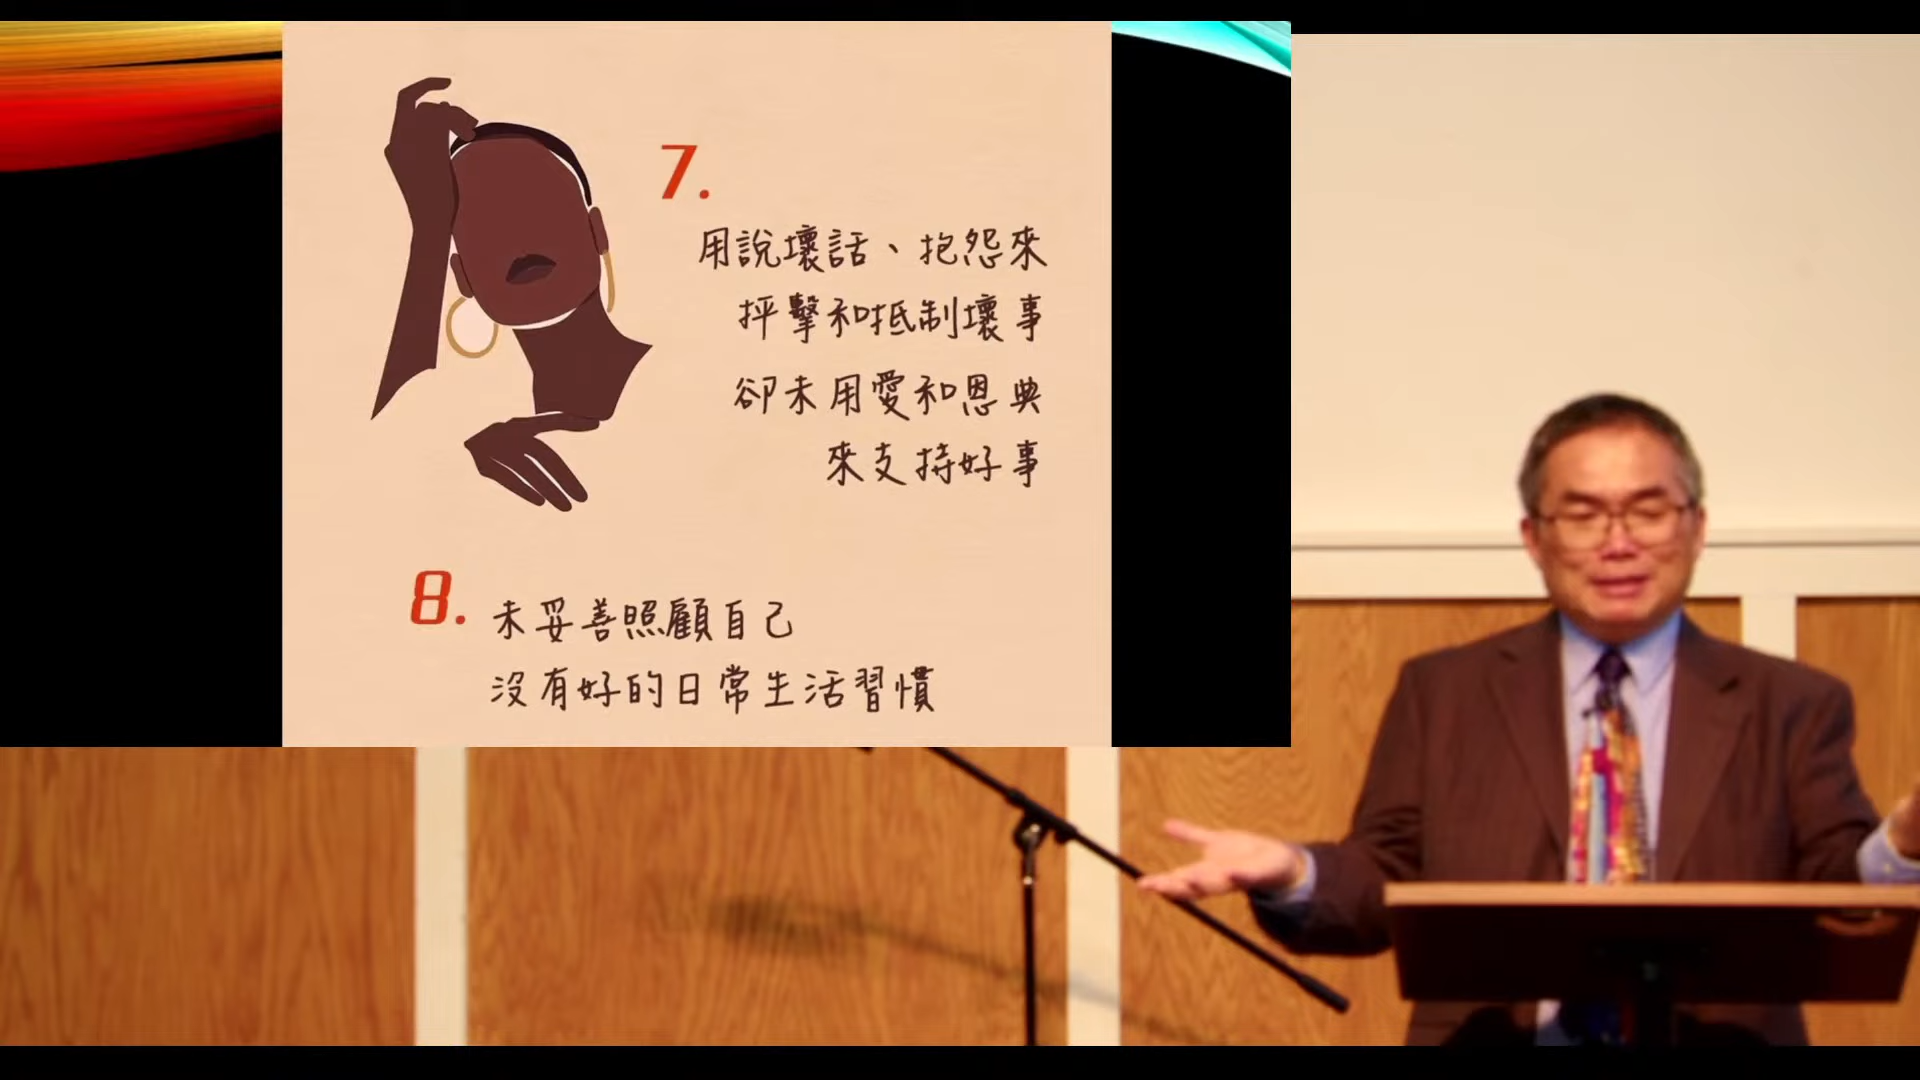 7.
用說壞話、抱怨來
抨擊和抵制壞事
卻未用愛和恩典
來支持好事
8.
未妥善照顧自己
沒有好的日常生活習慣